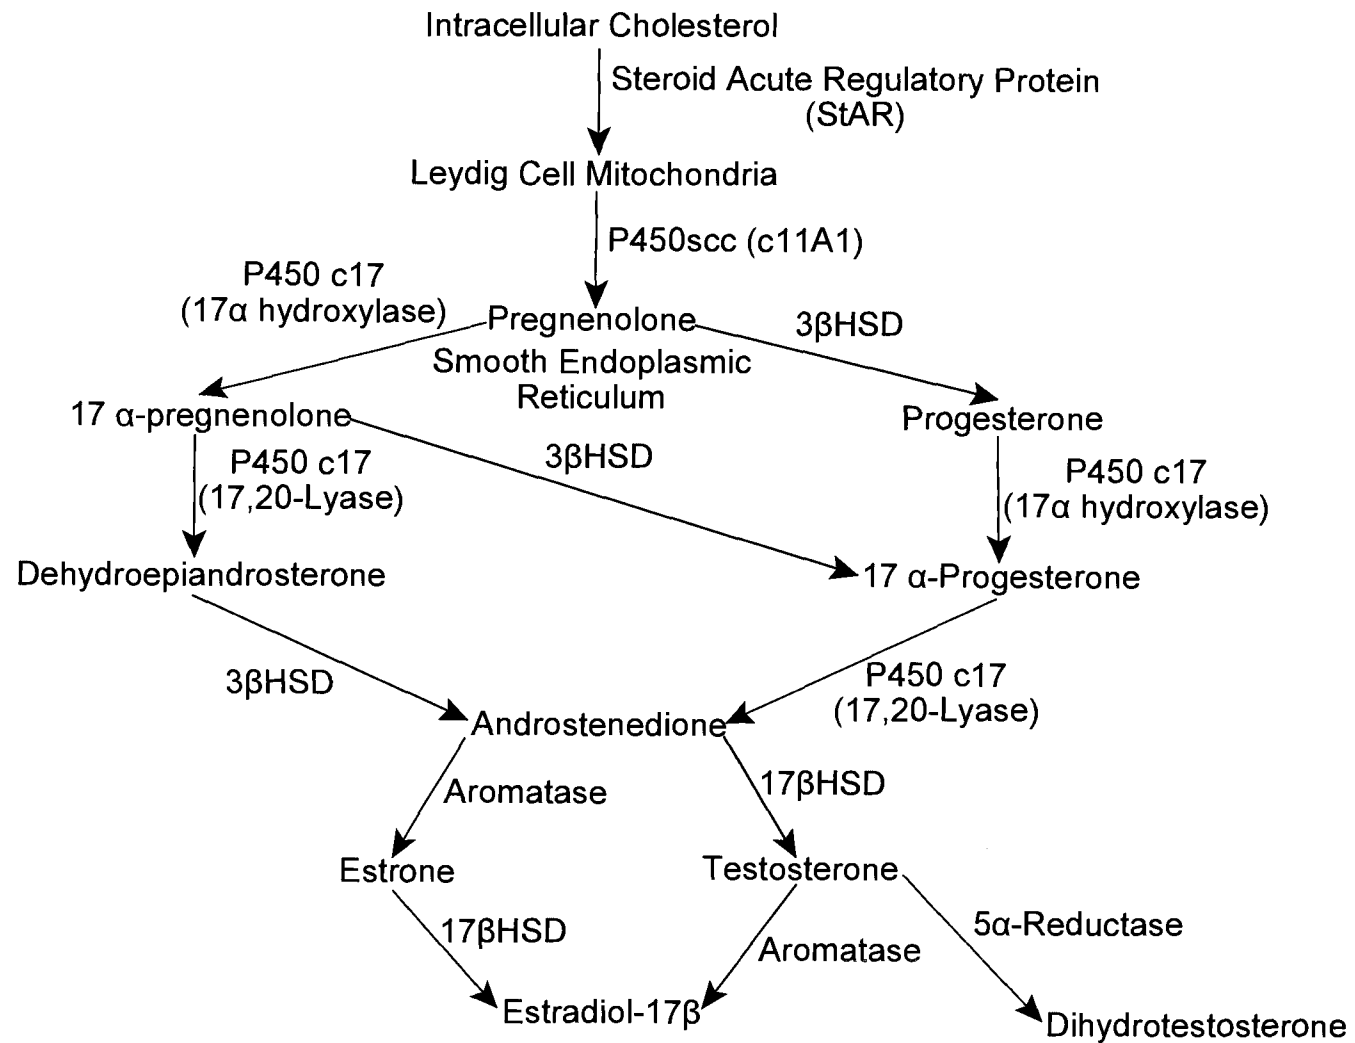 Intracellular Cholesterol
Steroid Acute Regulatory Protein
(StAR)
Leydig Cell Mitochondria
P450scc (c11A1)
P450 c17
(17α hydroxylase)
Pregnenolone
3βHSD
Smooth Endoplasmic
Reticulum
17 α-pregnenolone
Progesterone
P450 c17
(17,20-Lyase)
3βHSD
P450 c17
(17α hydroxylase)
Dehydroepiandrosterone
17 α-Progesterone
3βHSD
P450 c17
(17,20-Lyase)
Androstenedione
Aromatase
17βHSD
Estrone
Testosterone
17βHSD
Aromatase
5α-Reductase
Estradiol-17β
Dihydrotestosterone